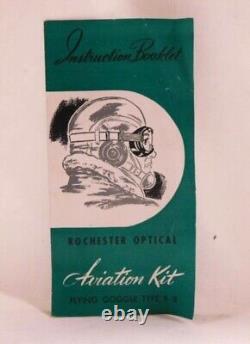 Instruction Booklet
ROCHESTER OPTICAL
Aviation Kit
FLYING GOGGLE TYPE B-8